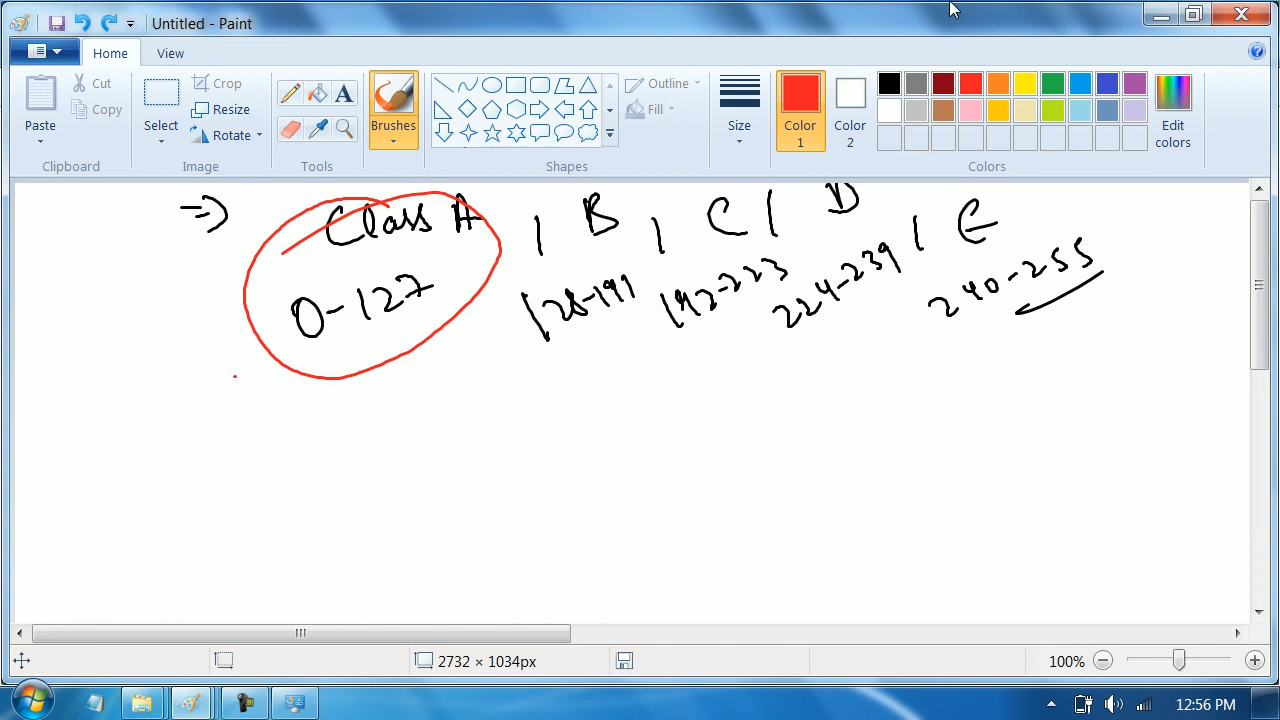 Untitled - Paint
Home View
Cut
Copy
Paste
Clipboard
Select
Crop
Resize
Rotate
Image
Tools
Brushes
Shapes
Outline
Fill
Size
Color 1
Color 2
Edit colors
Colors
=> Class A | B | C | D | E
0-127 128-191 192-223 224-239 240-255
2732 × 1034px
100%
12:56 PM